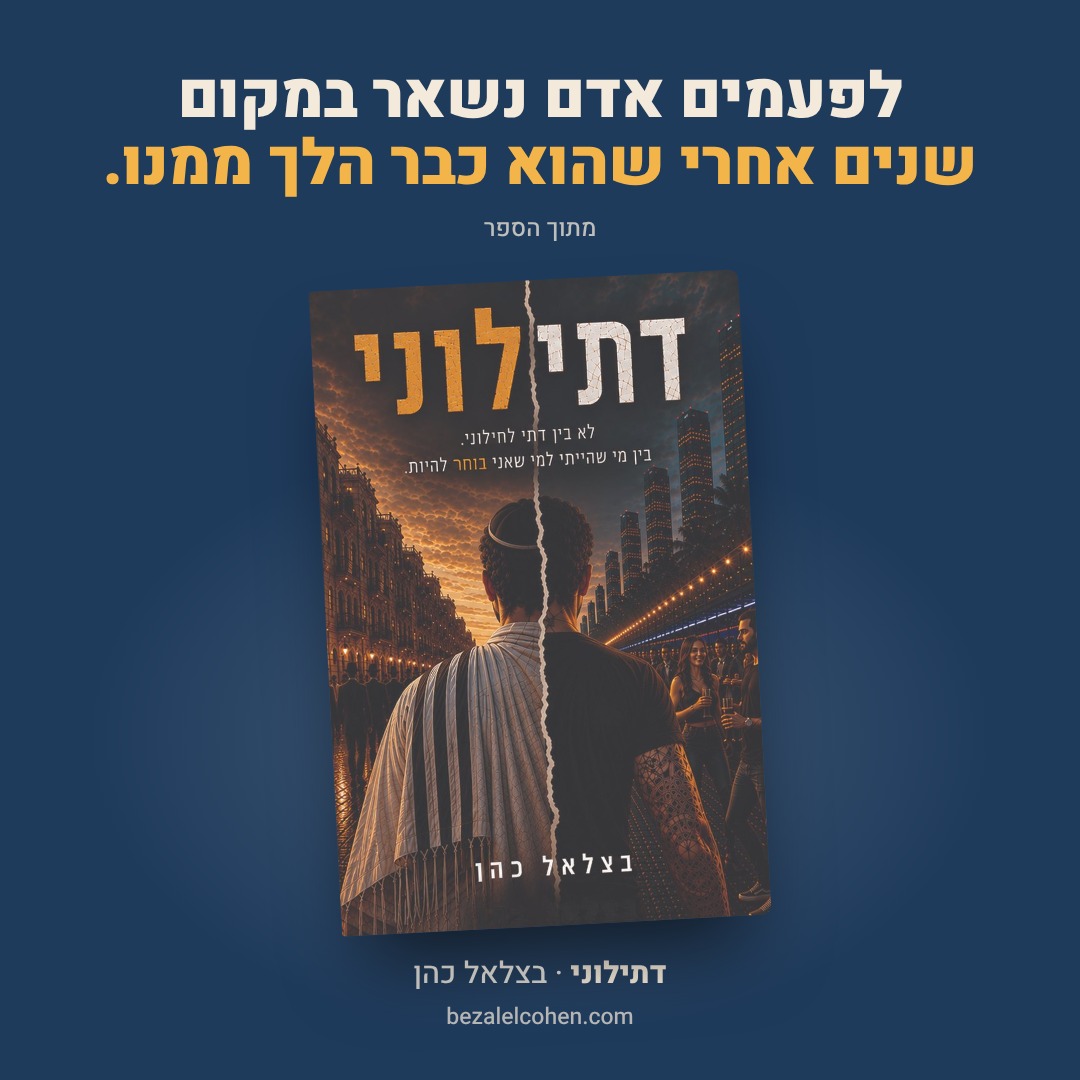 לפעמים אדם נשאר במקום
שנים אחרי שהוא כבר הלך ממנו.
מתוך הספר
דתילוני
לא בין דתי לחילוני.
בין מי שהייתי למי שאני בוחר להיות.
בצלאל כהן
דתילוני · בצלאל כהן
bezalelcohen.com